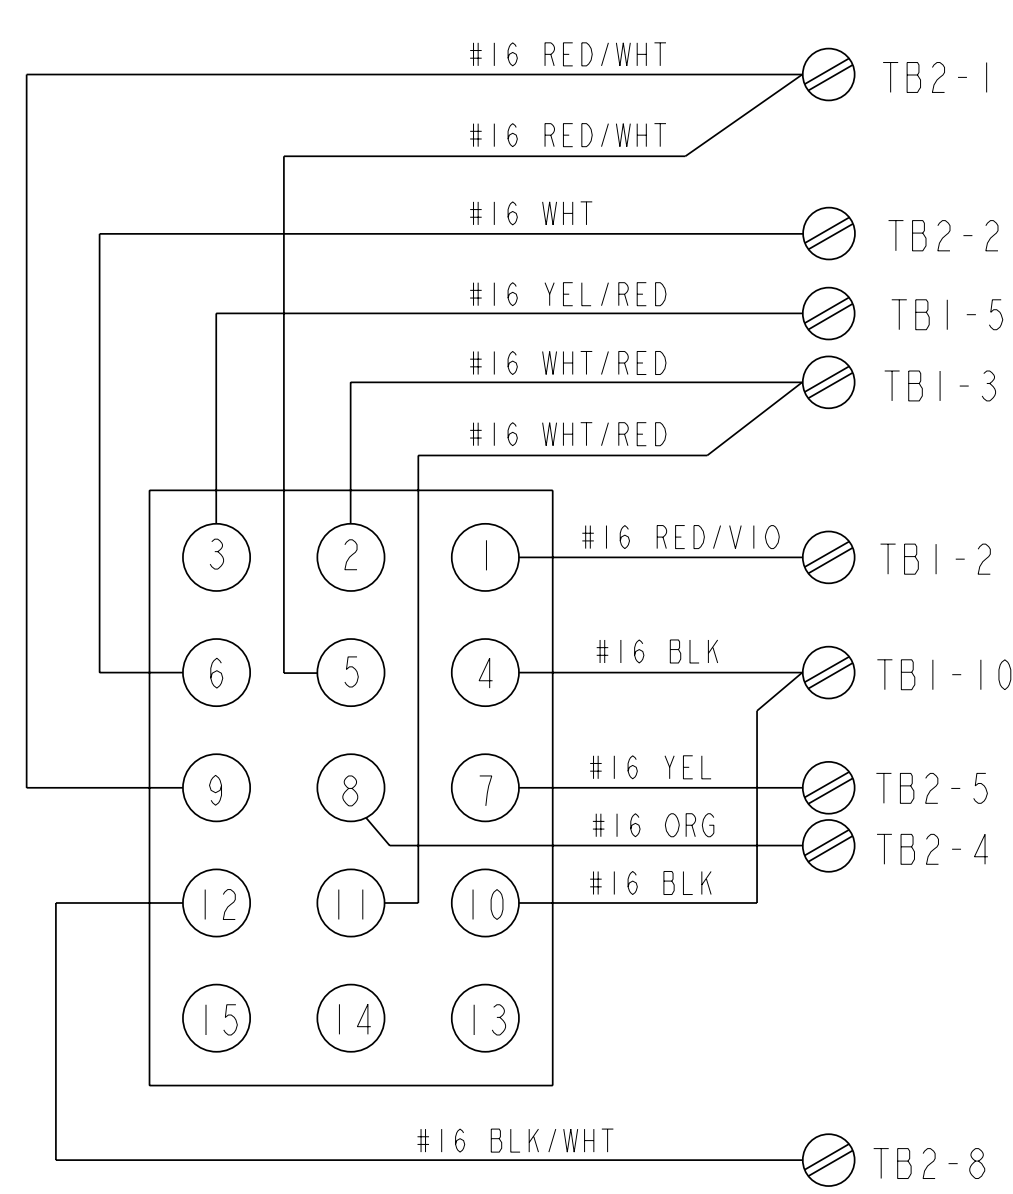 #16 RED/WHT
TB2-1
#16 RED/WHT
#16 WHT
TB2-2
#16 YEL/RED
TB1-5
#16 WHT/RED
TB1-3
#16 WHT/RED
3 2 1 #16 RED/VIO
TB1-2
6 5 4 #16 BLK
TB1-10
9 8 7 #16 YEL
TB2-5
#16 ORG
TB2-4
#16 BLK
12 11 10
15 14 13
#16 BLK/WHT
TB2-8